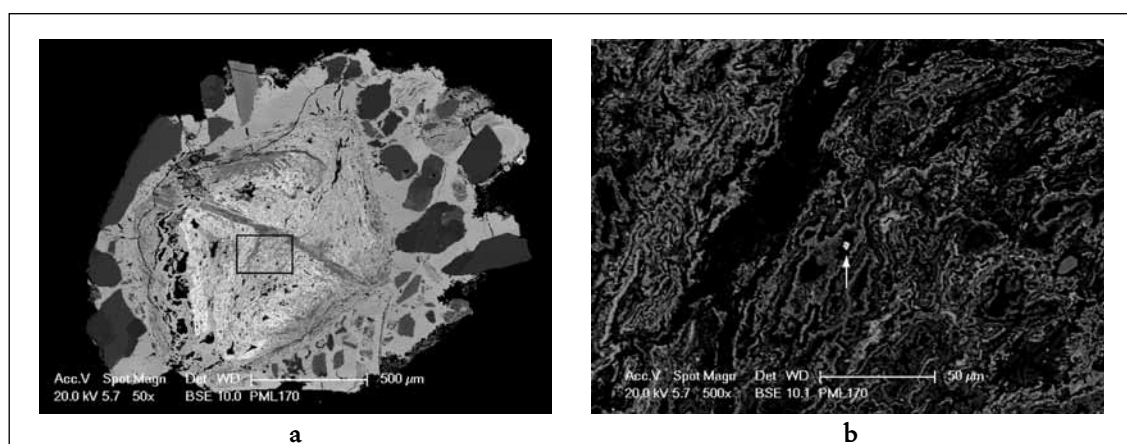 Acc.V Spot Magn Det WD 500 µm
20.0 kV 5.7 50x BSE 10.0 PML170
Acc.V Spot Magn Det WD 50 µm
20.0 kV 5.7 500x BSE 10.1 PML170
a
b